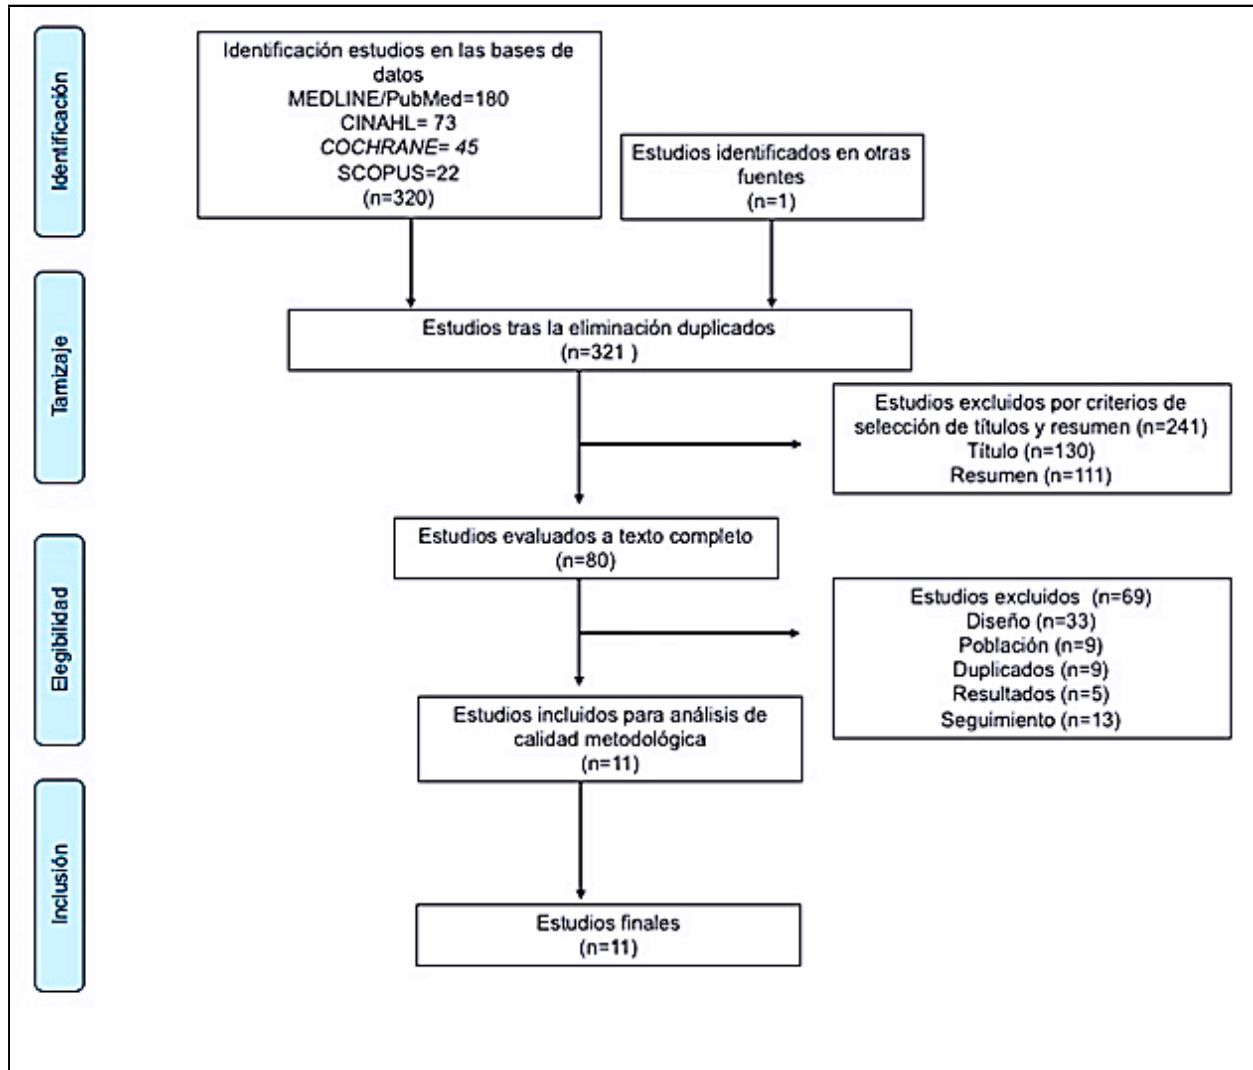 Identificación
Identificación estudios en las bases de
datos
MEDLINE/PubMed=180
CINAHL= 73
COCHRANE= 45
SCOPUS=22
(n=320)
Estudios identificados en otras
fuentes
(n=1)
Tamizaje
Estudios tras la eliminación duplicados
(n=321 )
Estudios excluidos por criterios de
selección de títulos y resumen (n=241)
Título (n=130)
Resumen (n=111)
Elegibilidad
Estudios evaluados a texto completo
(n=80)
Estudios excluidos (n=69)
Diseño (n=33)
Población (n=9)
Duplicados (n=9)
Resultados (n=5)
Seguimiento (n=13)
Estudios incluidos para análisis de
calidad metodológica
(n=11)
Inclusión
Estudios finales
(n=11)